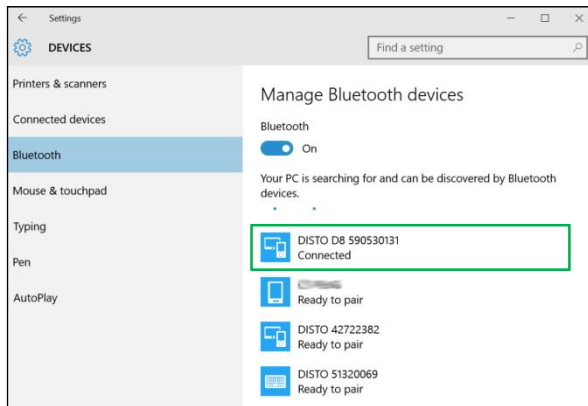 Settings
DEVICES
Find a setting
Printers & scanners
Connected devices
Bluetooth
Mouse & touchpad
Typing
Pen
AutoPlay
Manage Bluetooth devices
Bluetooth
On
Your PC is searching for and can be discovered by Bluetooth
devices.
DISTO D8 590530131
Connected
Ready to pair
DISTO 42722382
Ready to pair
DISTO 51320069
Ready to pair